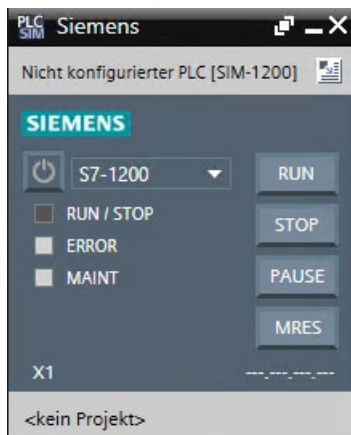 PLC SIM Siemens
Nicht konfigurierter PLC [SIM-1200]
SIEMENS
S7-1200 RUN
RUN / STOP
STOP
ERROR
MAINT PAUSE
MRES
X1 ---.---.---.---
<kein Projekt>